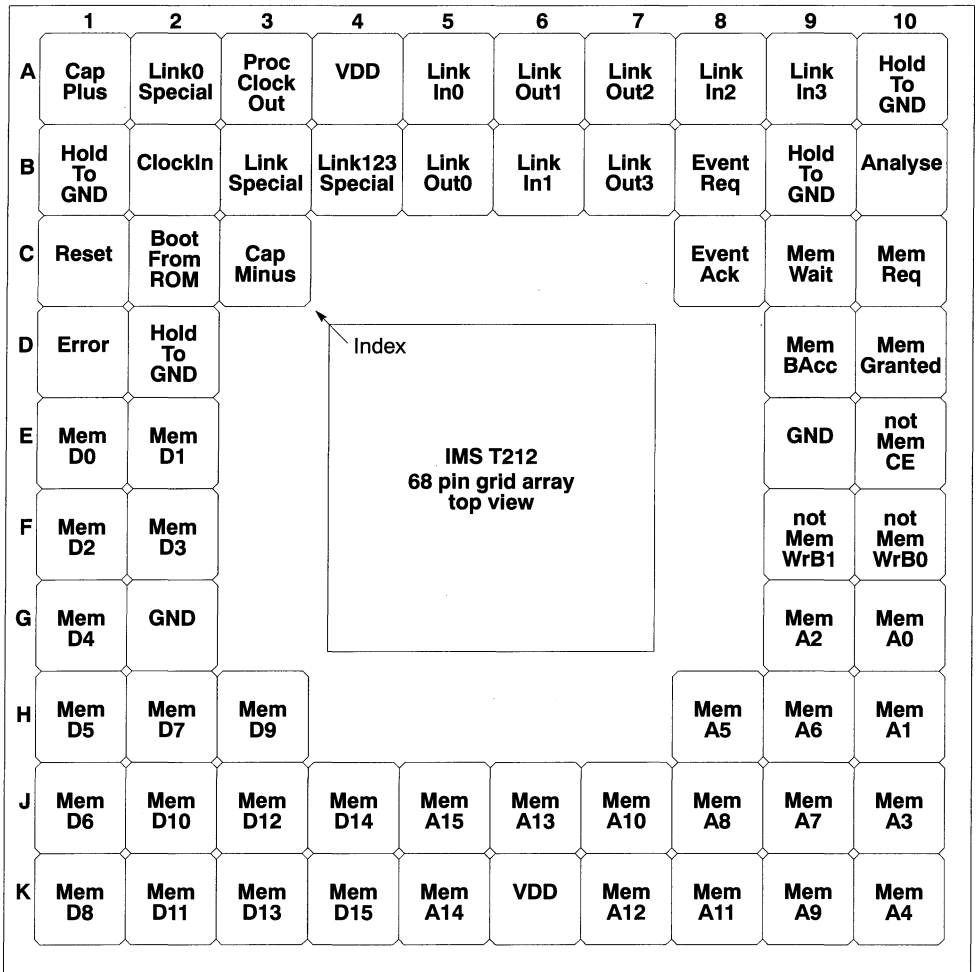 1 2 3 4 5 6 7 8 9 10
A
Cap
Plus
Link0
Special
Proc
Clock
Out
VDD
Link
In0
Link
Out1
Link
Out2
Link
In2
Link
In3
Hold
To
GND
B
Hold
To
GND
ClockIn
Link
Special
Link123
Special
Link
Out0
Link
In1
Link
Out3
Event
Req
Hold
To
GND
Analyse
C
Reset
Boot
From
ROM
Cap
Minus
Event
Ack
Mem
Wait
Mem
Req
D
Error
Hold
To
GND
Index
Mem
BAcc
Mem
Granted
E
Mem
D0
Mem
D1
IMS T212
68 pin grid array
top view
GND
not
Mem
CE
F
Mem
D2
Mem
D3
not
Mem
WrB1
not
Mem
WrB0
G
Mem
D4
GND
Mem
A2
Mem
A0
H
Mem
D5
Mem
D7
Mem
D9
Mem
A5
Mem
A6
Mem
A1
J
Mem
D6
Mem
D10
Mem
D12
Mem
D14
Mem
A15
Mem
A13
Mem
A10
Mem
A8
Mem
A7
Mem
A3
K
Mem
D8
Mem
D11
Mem
D13
Mem
D15
Mem
A14
VDD
Mem
A12
Mem
A11
Mem
A9
Mem
A4